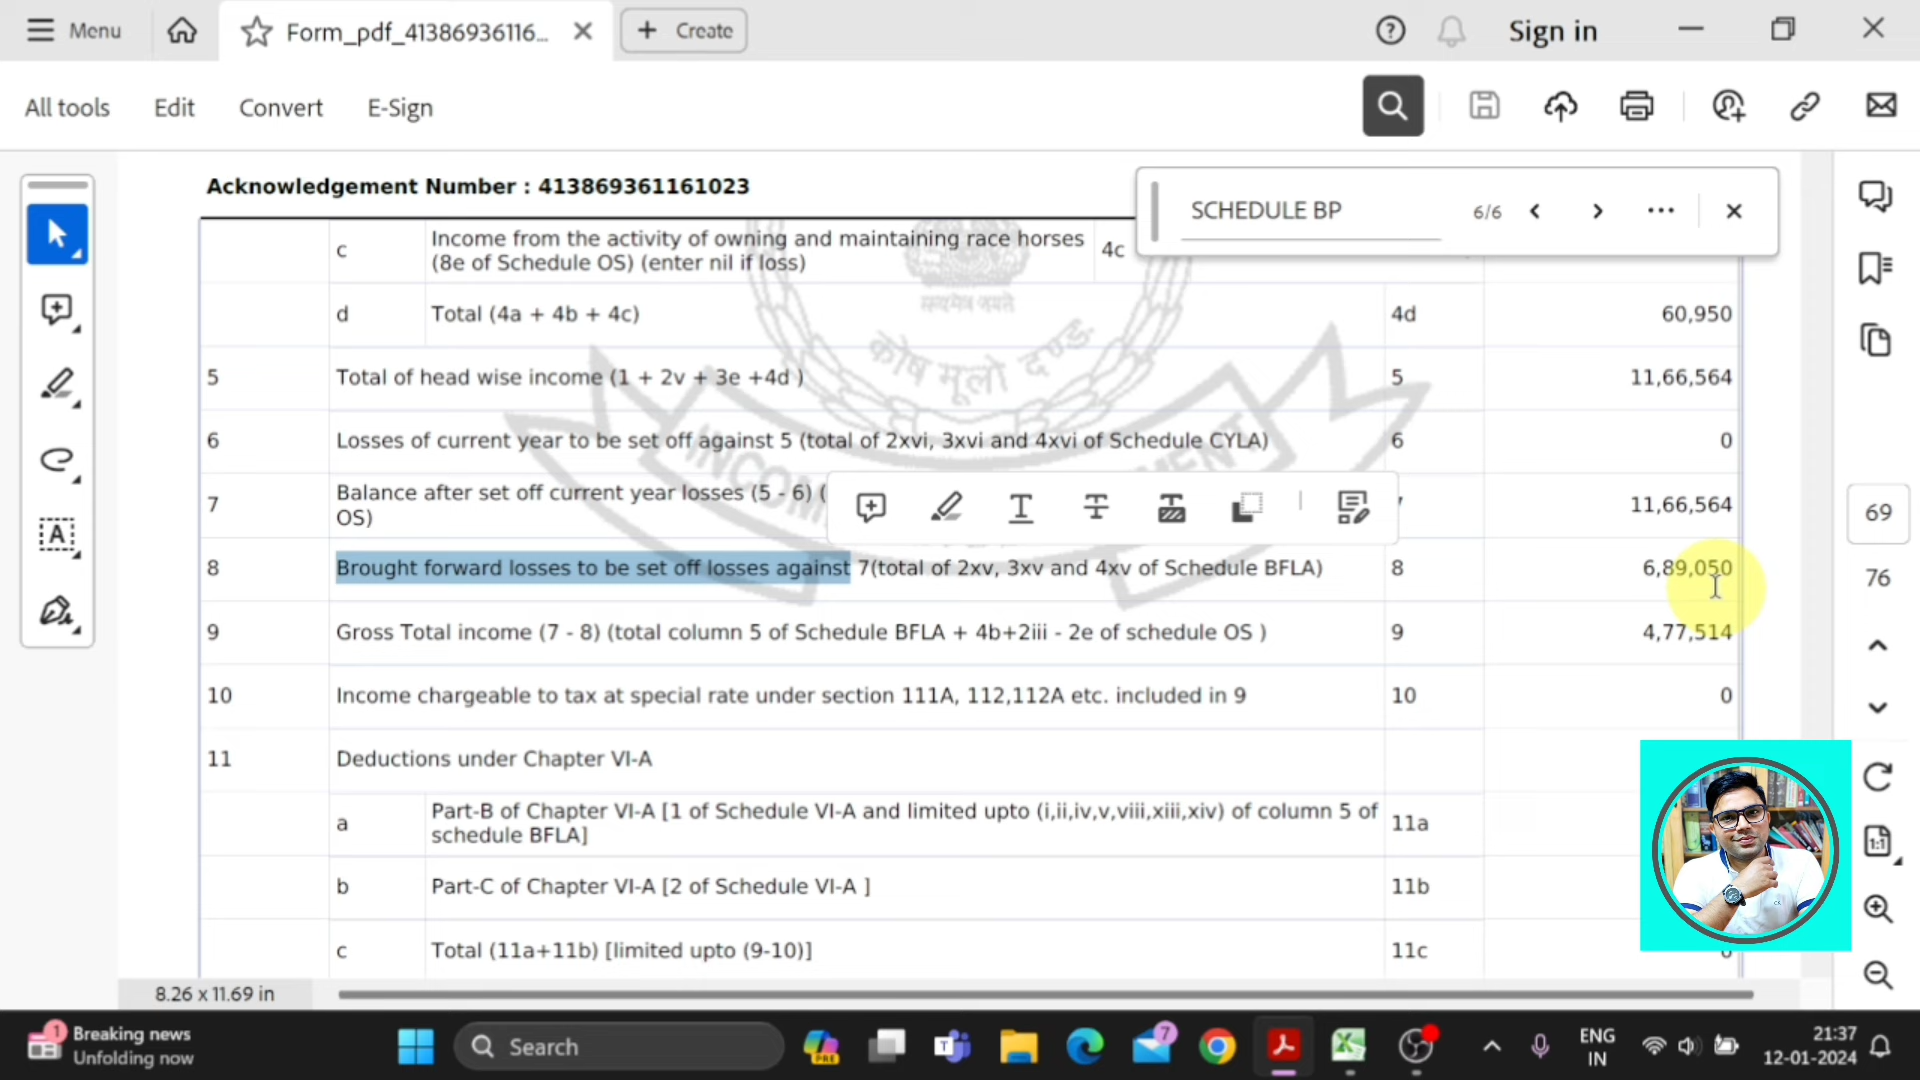 Menu
Form_pdf_41386936116...
Create
Sign in
All tools
Edit
Convert
E-Sign
Acknowledgement Number : 413869361161023
SCHEDULE BP
6/6
c
Income from the activity of owning and maintaining race horses
(8e of Schedule OS) (enter nil if loss)
4c
d
Total (4a + 4b + 4c)
4d
60,950
5
Total of head wise income (1 + 2v + 3e +4d )
5
11,66,564
6
Losses of current year to be set off against 5 (total of 2xvi, 3xvi and 4xvi of Schedule CYLA)
6
0
7
Balance after set off current year losses (5 - 6) (
OS)
11,66,564
8
Brought forward losses to be set off losses against 7(total of 2xv, 3xv and 4xv of Schedule BFLA)
8
6,89,050
9
Gross Total income (7 - 8) (total column 5 of Schedule BFLA + 4b+2iii - 2e of schedule OS )
9
4,77,514
10
Income chargeable to tax at special rate under section 111A, 112,112A etc. included in 9
10
0
11
Deductions under Chapter VI-A
a
Part-B of Chapter VI-A [1 of Schedule VI-A and limited upto (i,ii,iv,v,viii,xiii,xiv) of column 5 of
schedule BFLA]
11a
b
Part-C of Chapter VI-A [2 of Schedule VI-A ]
11b
c
Total (11a+11b) [limited upto (9-10)]
11c
सत्यमेव जयते
कोष मूलो दण्ड
69
76
1:1
8.26 x 11.69 in
1
Breaking news
Unfolding now
Search
PRE
7
ENG
IN
21:37
12-01-2024